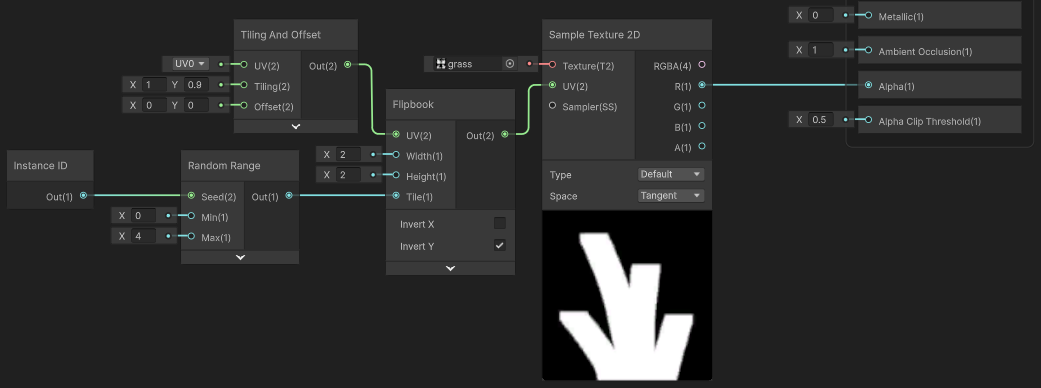 Tiling And Offset
UV0 UV(2) Out(2)
X 1 Y 0.9 Tiling(2)
X 0 Y 0 Offset(2)
Instance ID
Out(1)
Random Range
Seed(2) Out(1)
X 0 Min(1)
X 4 Max(1)
Flipbook
UV(2) Out(2)
X 2 Width(1)
X 2 Height(1)
Tile(1)
Invert X
Invert Y
Sample Texture 2D
grass Texture(T2) RGBA(4)
UV(2) R(1)
Sampler(SS) G(1)
B(1)
A(1)
Type Default
Space Tangent
X 0 Metallic(1)
X 1 Ambient Occlusion(1)
Alpha(1)
X 0.5 Alpha Clip Threshold(1)